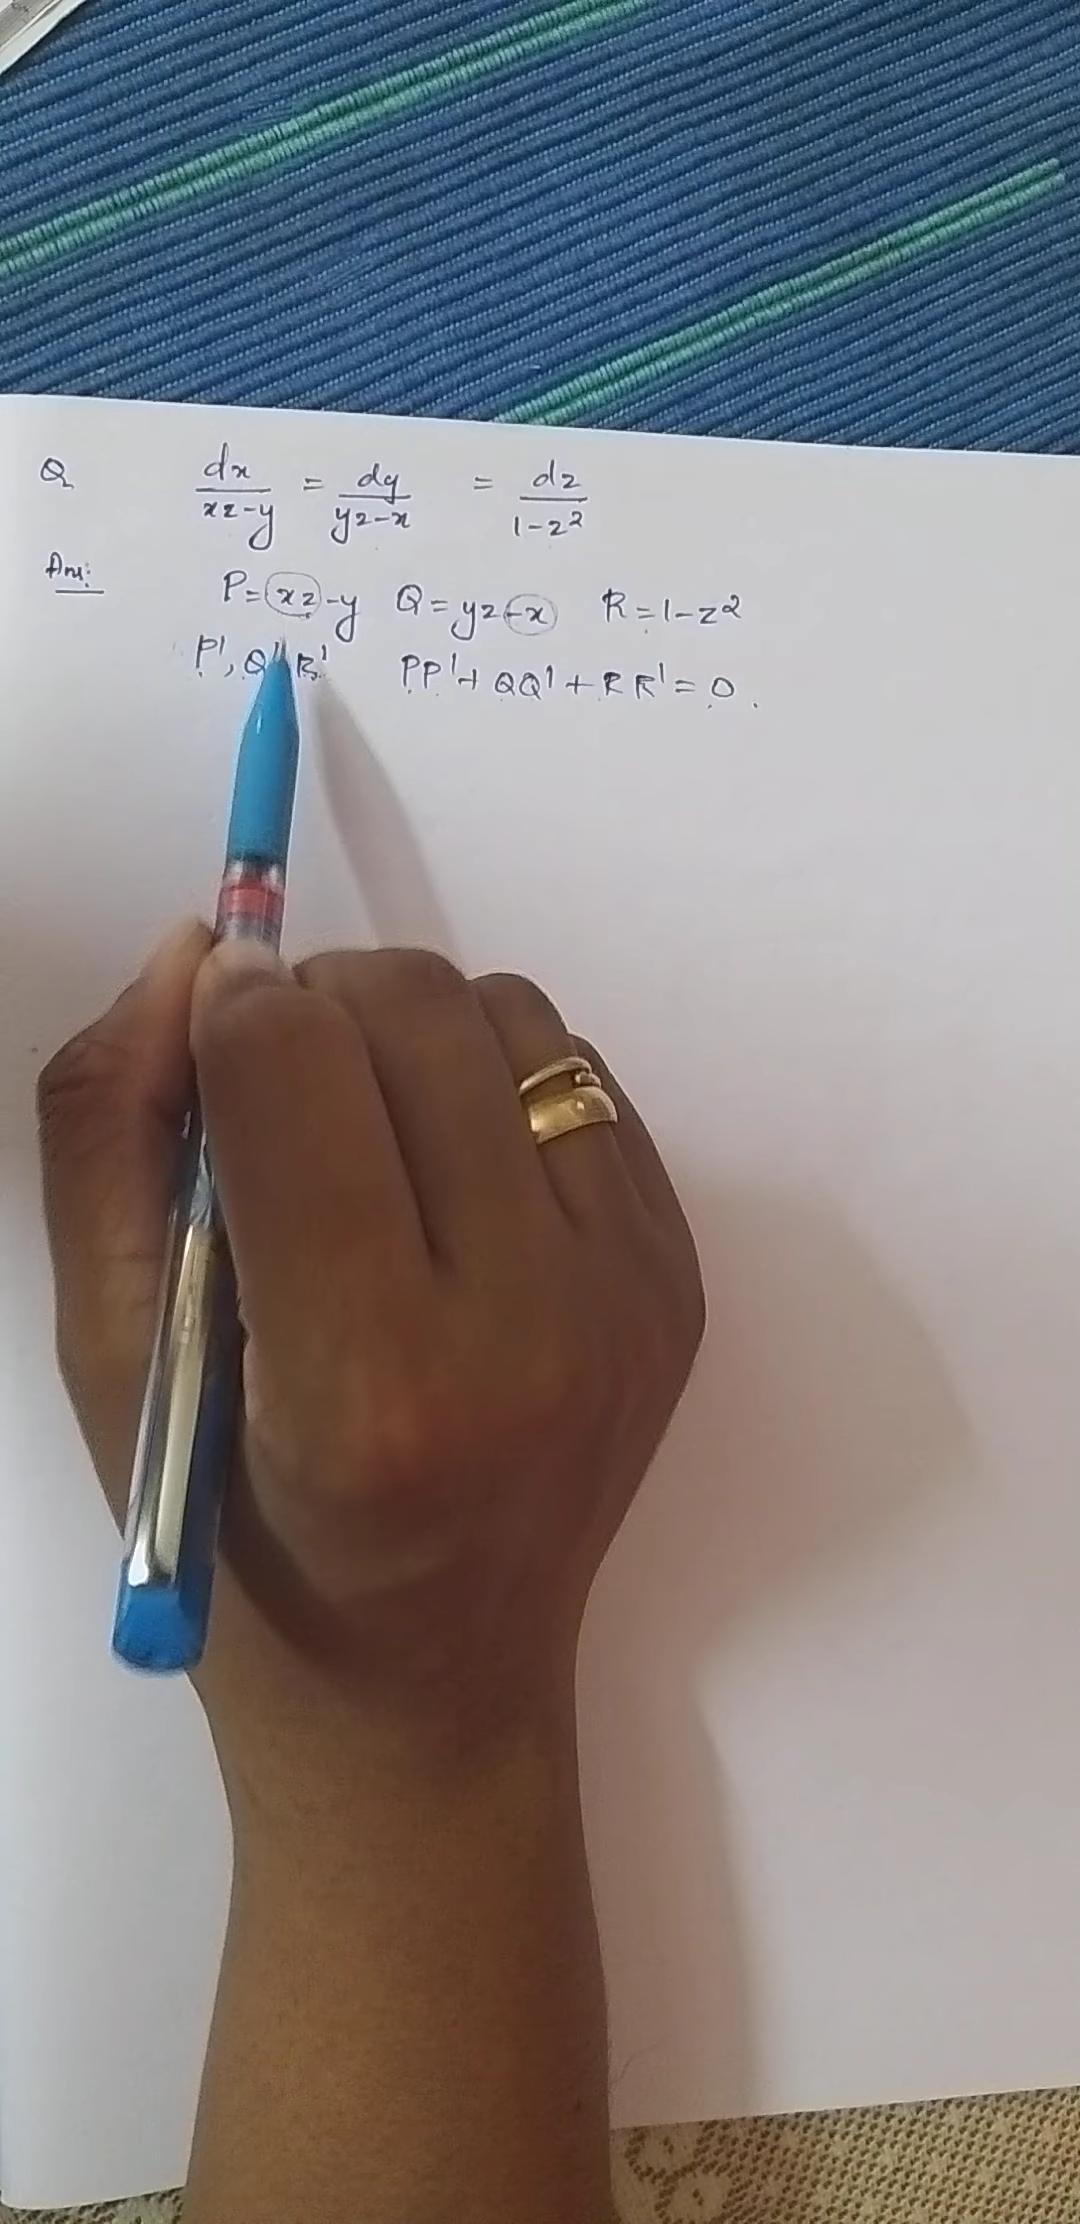 Q dx/xz-y = dy/yz-x = dz/1-z²
Ans: P=xz-y Q=yz-x R=1-z²
P', Q', R' PP'+QQ'+RR'=0.